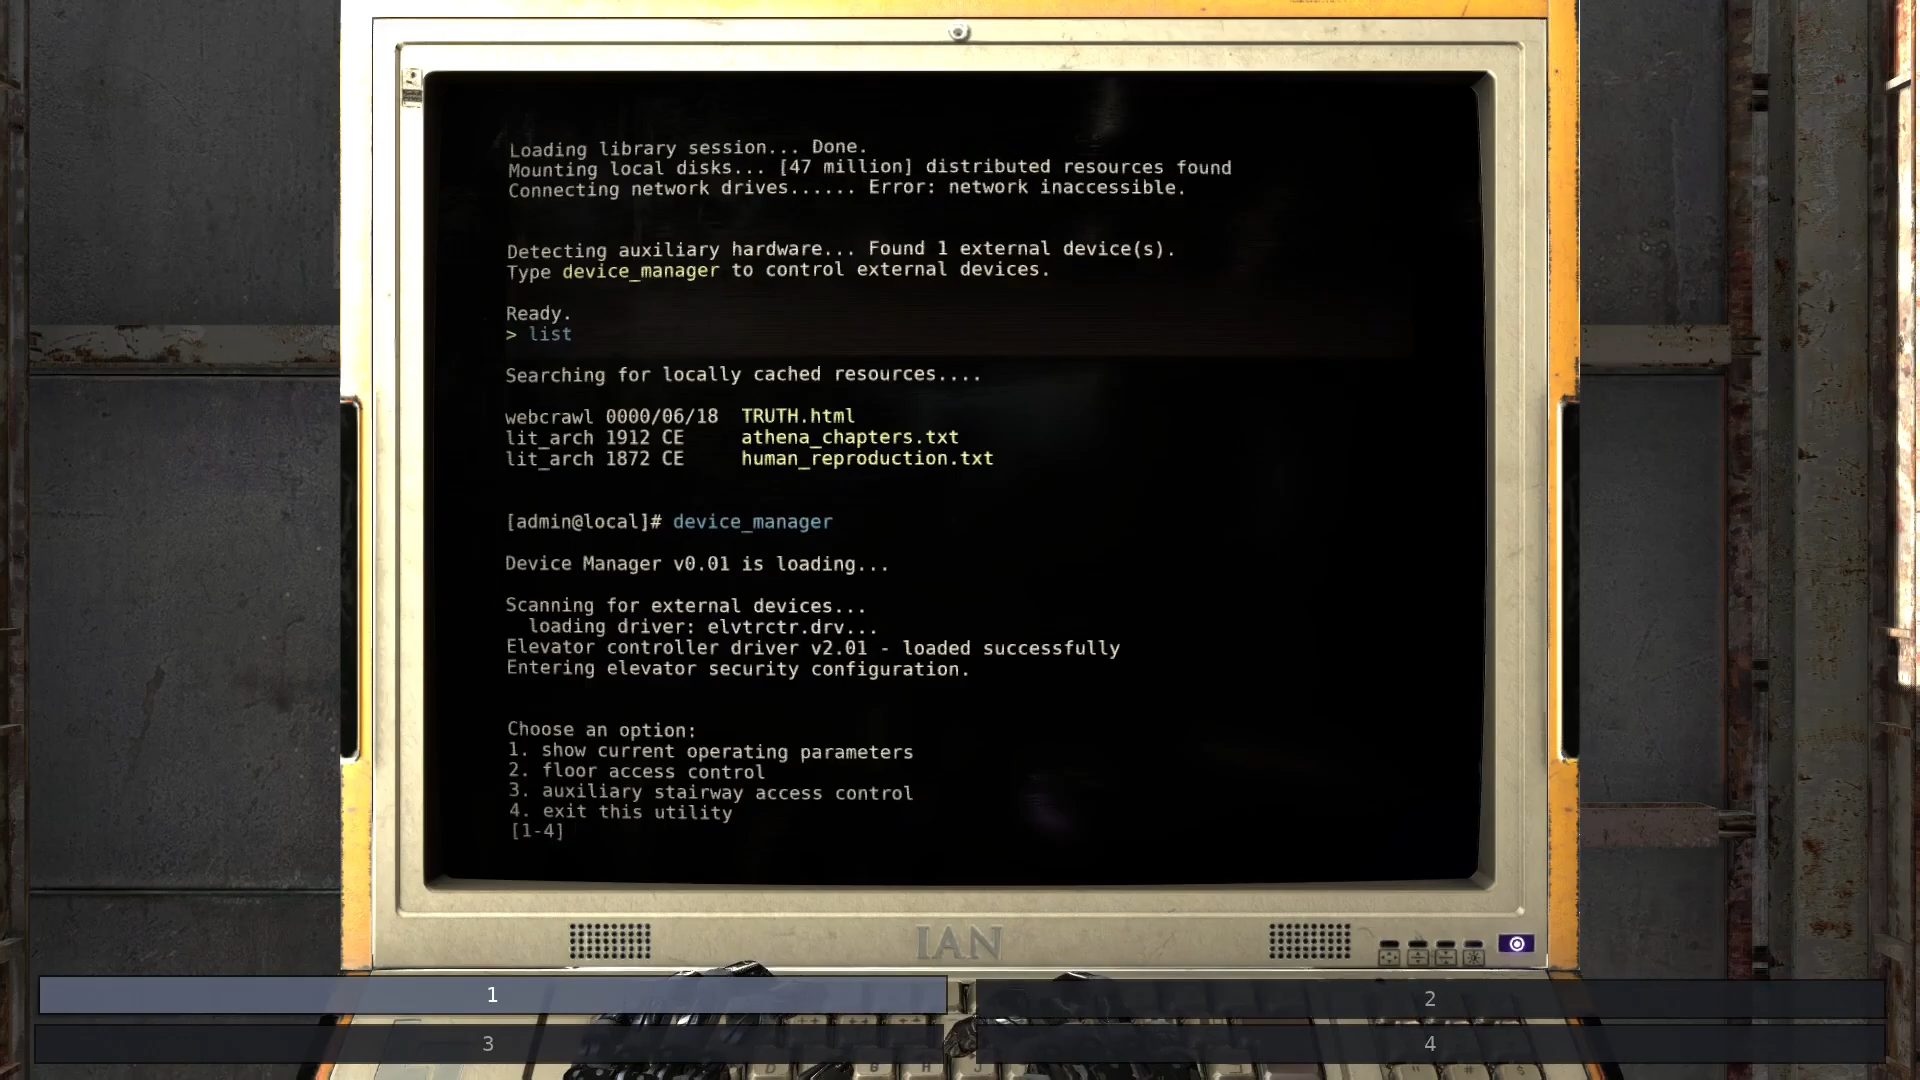 Loading library session... Done.
Mounting local disks... [47 million] distributed resources found
Connecting network drives...... Error: network inaccessible.
Detecting auxiliary hardware... Found 1 external device(s).
Type device_manager to control external devices.
Ready.
> list
Searching for locally cached resources....
webcrawl 0000/06/18 TRUTH.html
lit_arch 1912 CE athena_chapters.txt
lit_arch 1872 CE human_reproduction.txt
[admin@local]# device_manager
Device Manager v0.01 is loading...
Scanning for external devices...
loading driver: elvtrctr.drv...
Elevator controller driver v2.01 - loaded successfully
Entering elevator security configuration.
Choose an option:
1. show current operating parameters
2. floor access control
3. auxiliary stairway access control
4. exit this utility
[1-4]
IAN
1
2
3
4